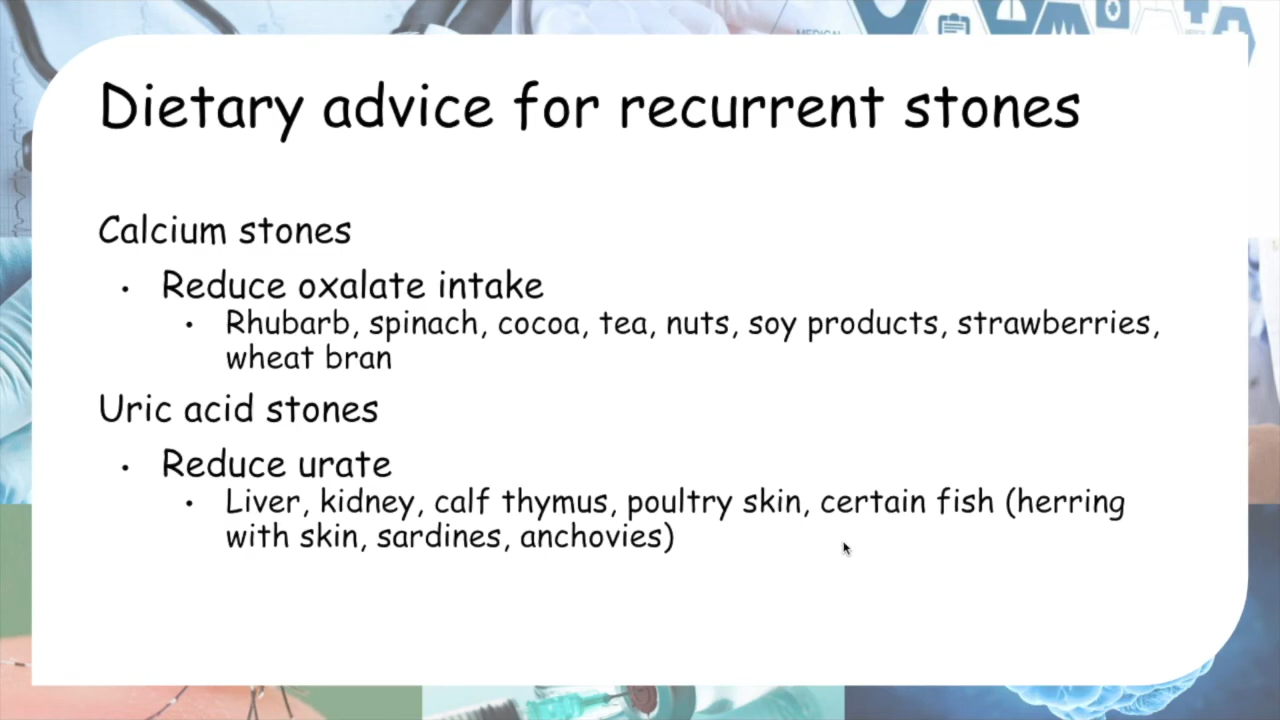 MEDICAL
Dietary advice for recurrent stones
Calcium stones
• Reduce oxalate intake
• Rhubarb, spinach, cocoa, tea, nuts, soy products, strawberries,
wheat bran
Uric acid stones
• Reduce urate
• Liver, kidney, calf thymus, poultry skin, certain fish (herring
with skin, sardines, anchovies)